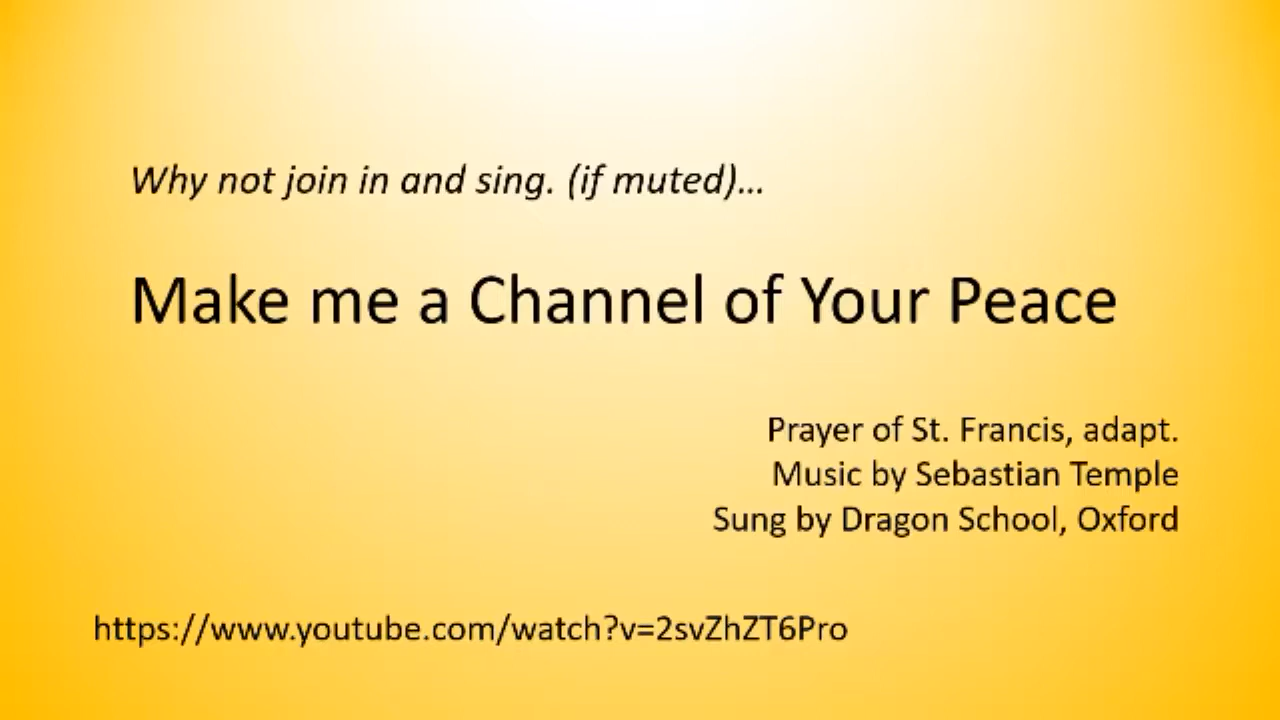 Why not join in and sing. (if muted)...
Make me a Channel of Your Peace
Prayer of St. Francis, adapt.
Music by Sebastian Temple
Sung by Dragon School, Oxford
https://www.youtube.com/watch?v=2svZhZT6Pro